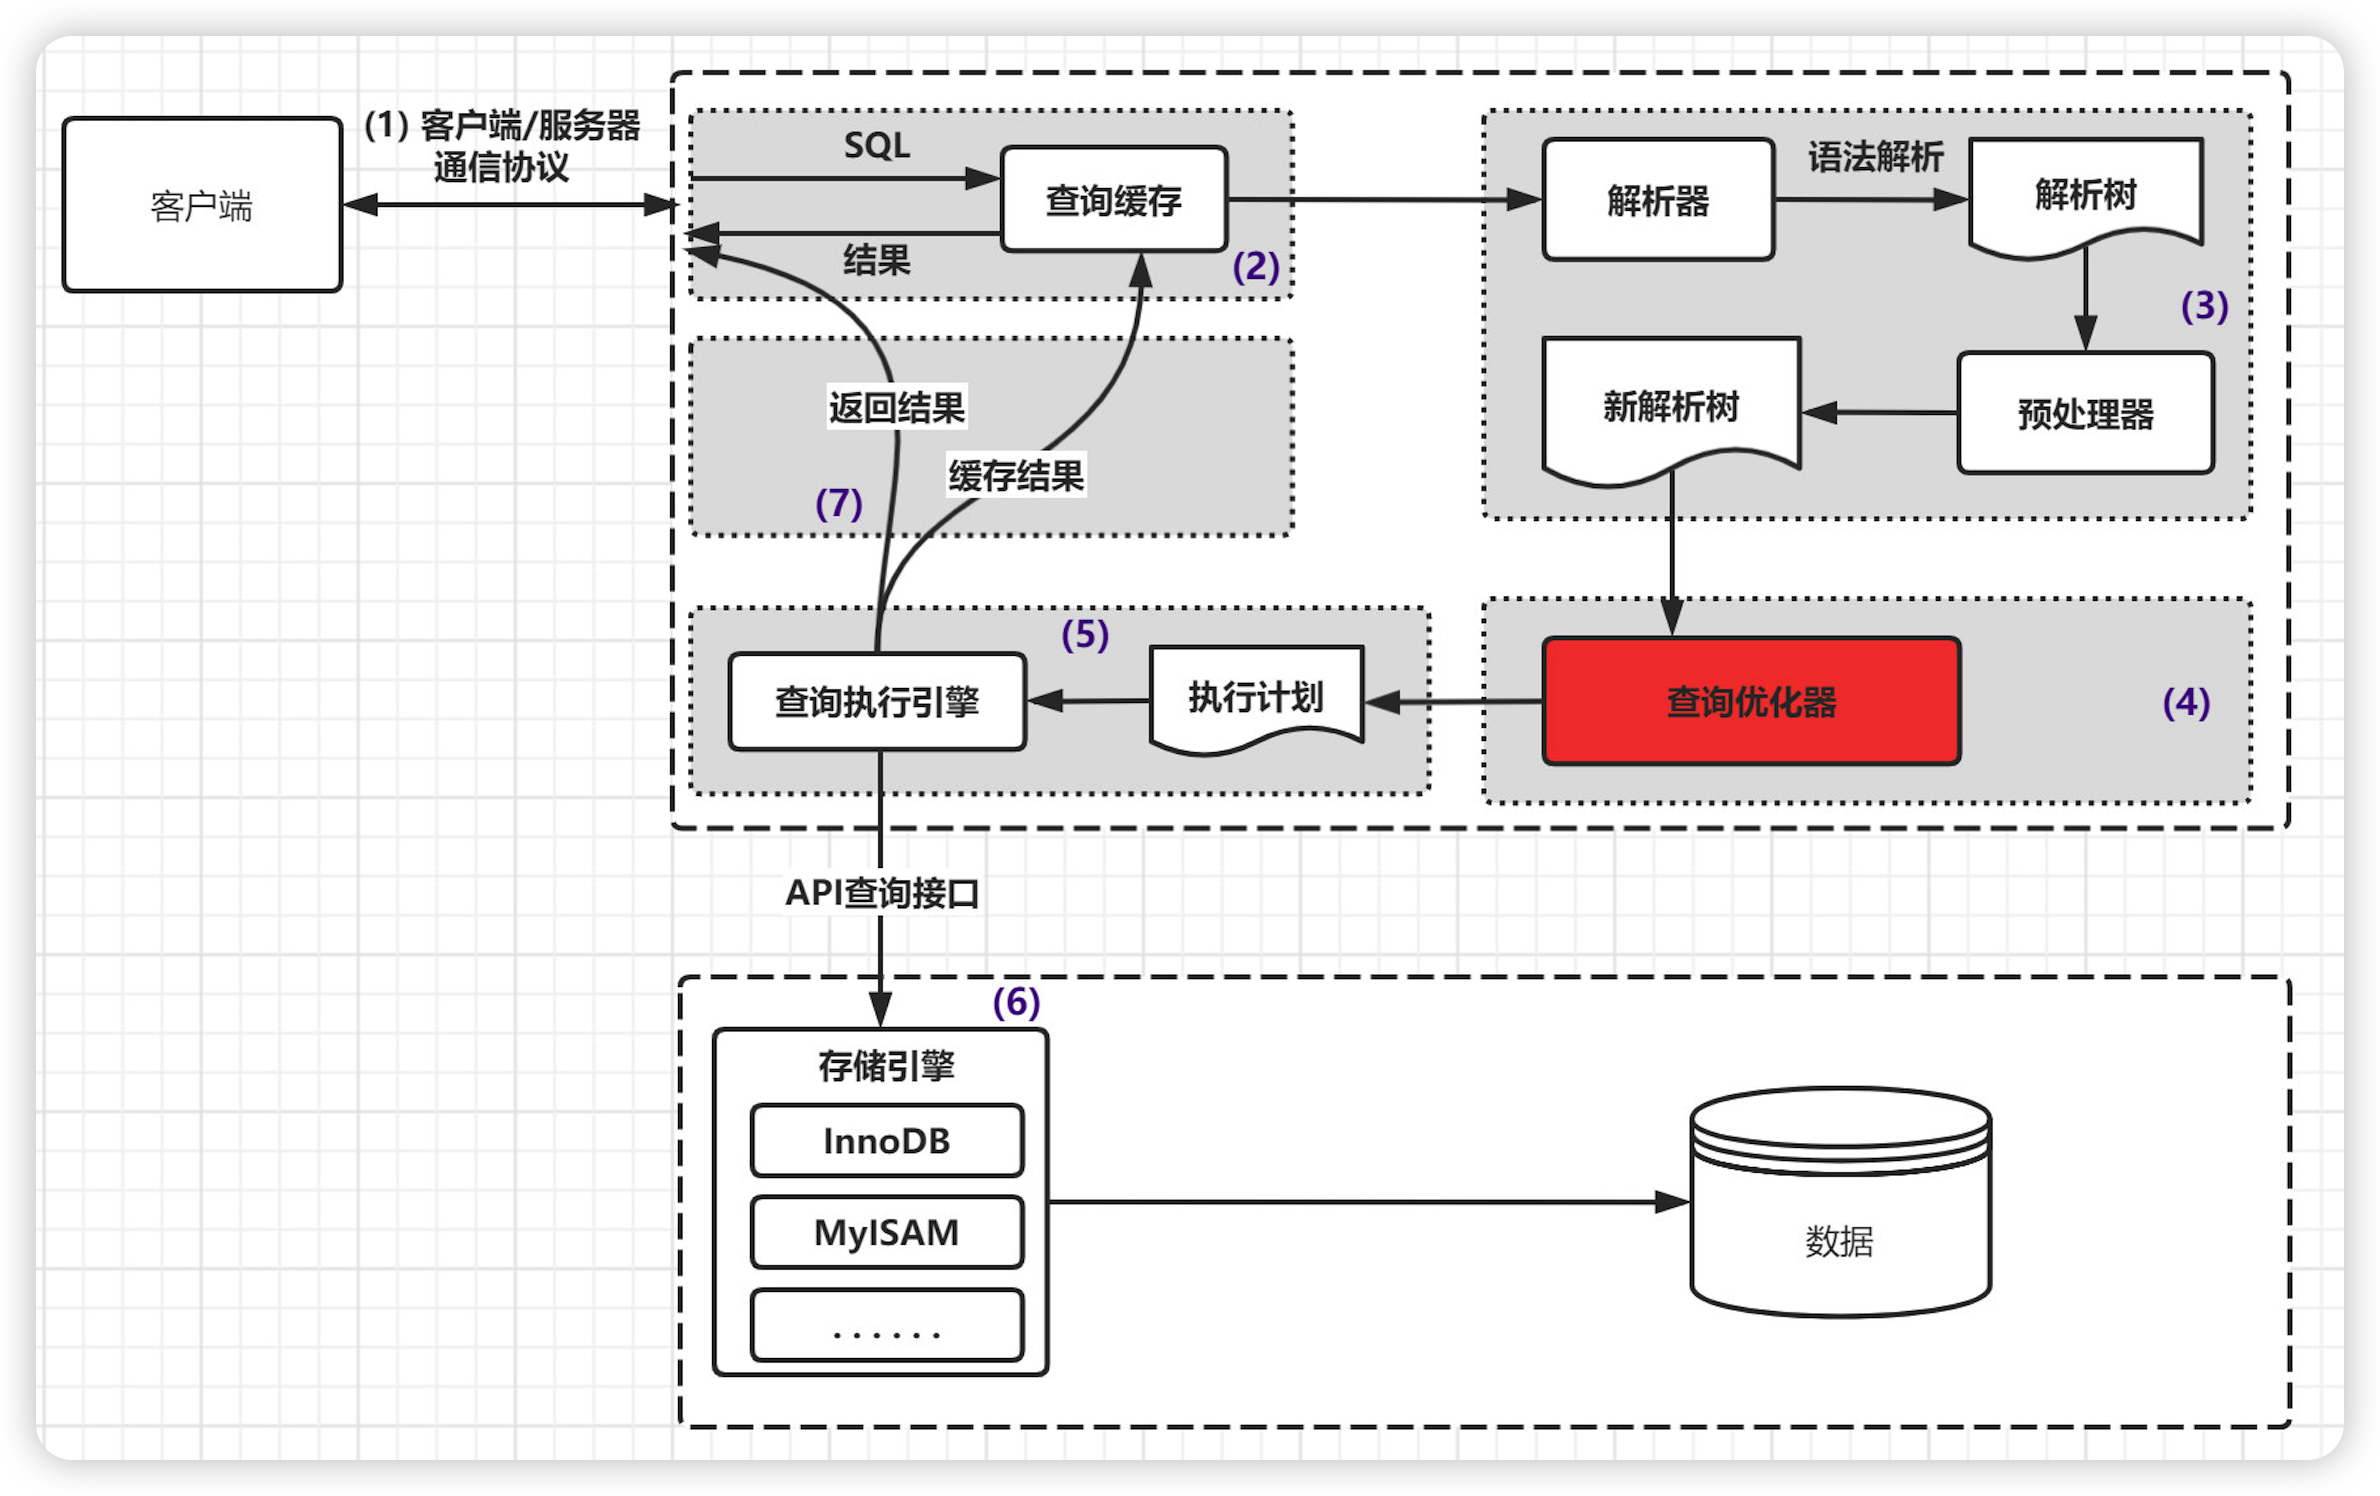 (1) 客户端/服务器
通信协议
客户端
SQL
查询缓存
结果
(2)
解析器
语法解析
解析树
(3)
新解析树
预处理器
返回结果
缓存结果
(7)
(5)
查询执行引擎
执行计划
查询优化器
(4)
API查询接口
(6)
存储引擎
InnoDB
MyISAM
......
数据